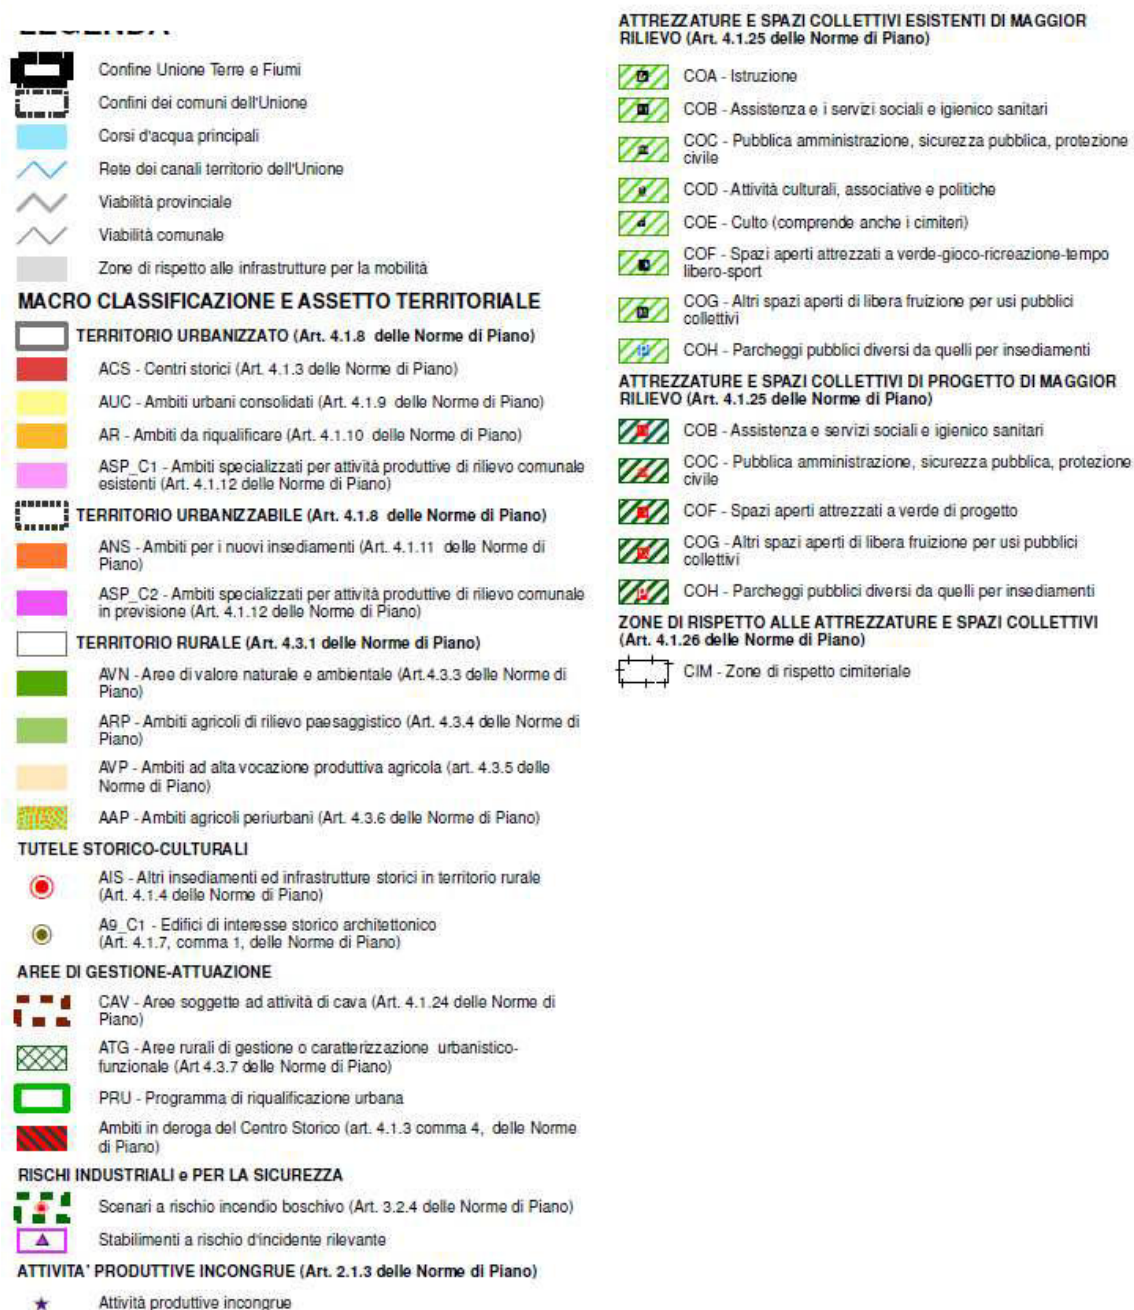 LEGENDA
Confine Unione Terre e Fiumi
Confini dei comuni dell'Unione
Corsi d'acqua principali
Rete dei canali territorio dell'Unione
Viabilità provinciale
Viabilità comunale
Zone di rispetto alle infrastrutture per la mobilità
MACRO CLASSIFICAZIONE E ASSETTO TERRITORIALE
TERRITORIO URBANIZZATO (Art. 4.1.8 delle Norme di Piano)
ACS - Centri storici (Art. 4.1.3 delle Norme di Piano)
AUC - Ambiti urbani consolidati (Art. 4.1.9 delle Norme di Piano)
AR - Ambiti da riqualificare (Art. 4.1.10 delle Norme di Piano)
ASP_C1 - Ambiti specializzati per attività produttive di rilievo comunale
esistenti (Art. 4.1.12 delle Norme di Piano)
TERRITORIO URBANIZZABILE (Art. 4.1.8 delle Norme di Piano)
ANS - Ambiti per i nuovi insediamenti (Art. 4.1.11 delle Norme di
Piano)
ASP_C2 - Ambiti specializzati per attività produttive di rilievo comunale
in previsione (Art. 4.1.12 delle Norme di Piano)
TERRITORIO RURALE (Art. 4.3.1 delle Norme di Piano)
AVN - Aree di valore naturale e ambientale (Art.4.3.3 delle Norme di
Piano)
ARP - Ambiti agricoli di rilievo paesaggistico (Art. 4.3.4 delle Norme di
Piano)
AVP - Ambiti ad alta vocazione produttiva agricola (art. 4.3.5 delle
Norme di Piano)
AAP - Ambiti agricoli periurbani (Art. 4.3.6 delle Norme di Piano)
TUTELE STORICO-CULTURALI
AIS - Altri insediamenti ed infrastrutture storici in territorio rurale
(Art. 4.1.4 delle Norme di Piano)
A9_C1 - Edifici di interesse storico architettonico
(Art. 4.1.7, comma 1, delle Norme di Piano)
AREE DI GESTIONE-ATTUAZIONE
CAV - Aree soggette ad attività di cava (Art. 4.1.24 delle Norme di
Piano)
ATG - Aree rurali di gestione o caratterizzazione urbanistico-
funzionale (Art 4.3.7 delle Norme di Piano)
PRU - Programma di riqualificazione urbana
Ambiti in deroga del Centro Storico (art. 4.1.3 comma 4, delle Norme
di Piano)
RISCHI INDUSTRIALI e PER LA SICUREZZA
Scenari a rischio incendio boschivo (Art. 3.2.4 delle Norme di Piano)
Stabilimenti a rischio d'incidente rilevante
ATTIVITA' PRODUTTIVE INCONGRUE (Art. 2.1.3 delle Norme di Piano)
Attività produttive incongrue
ATTREZZATURE E SPAZI COLLETTIVI ESISTENTI DI MAGGIOR
RILIEVO (Art. 4.1.25 delle Norme di Piano)
COA - Istruzione
COB - Assistenza e i servizi sociali e igienico sanitari
COC - Pubblica amministrazione, sicurezza pubblica, protezione
civile
COD - Attività culturali, associative e politiche
COE - Culto (comprende anche i cimiteri)
COF - Spazi aperti attrezzati a verde-gioco-ricreazione-tempo
libero-sport
COG - Altri spazi aperti di libera fruizione per usi pubblici
collettivi
COH - Parcheggi pubblici diversi da quelli per insediamenti
ATTREZZATURE E SPAZI COLLETTIVI DI PROGETTO DI MAGGIOR
RILIEVO (Art. 4.1.25 delle Norme di Piano)
COB - Assistenza e servizi sociali e igienico sanitari
COC - Pubblica amministrazione, sicurezza pubblica, protezione
civile
COF - Spazi aperti attrezzati a verde di progetto
COG - Altri spazi aperti di libera fruizione per usi pubblici
collettivi
COH - Parcheggi pubblici diversi da quelli per insediamenti
ZONE DI RISPETTO ALLE ATTREZZATURE E SPAZI COLLETTIVI
(Art. 4.1.26 delle Norme di Piano)
CIM - Zone di rispetto cimiteriale